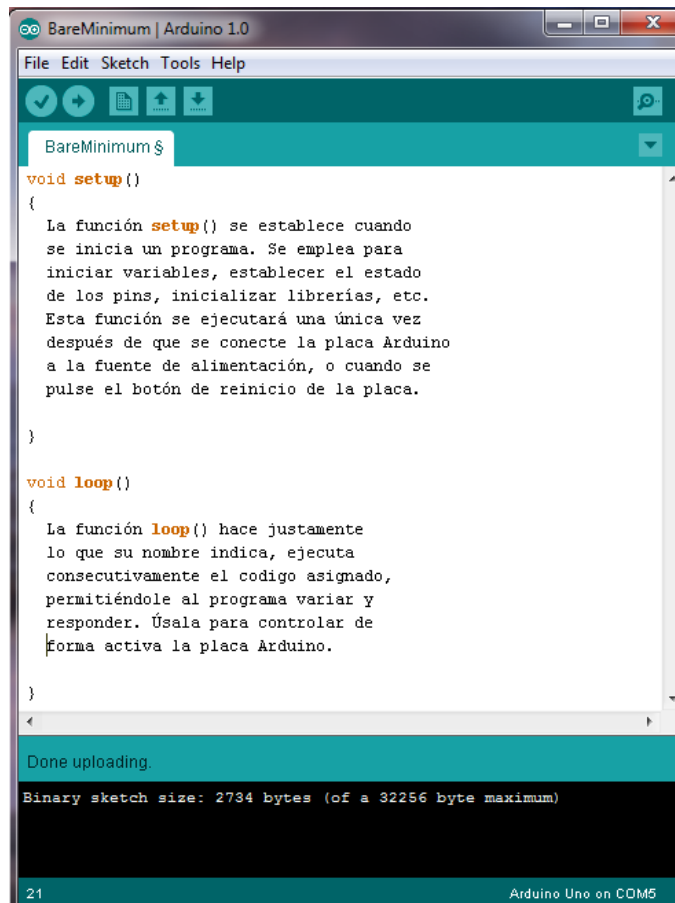 BareMinimum | Arduino 1.0
File Edit Sketch Tools Help
BareMinimum §
void setup()
{
La función setup() se establece cuando
se inicia un programa. Se emplea para
iniciar variables, establecer el estado
de los pins, inicializar librerías, etc.
Esta función se ejecutará una única vez
después de que se conecte la placa Arduino
a la fuente de alimentación, o cuando se
pulse el botón de reinicio de la placa.
}
void loop()
{
La función loop() hace justamente
lo que su nombre indica, ejecuta
consecutivamente el codigo asignado,
permitiéndole al programa variar y
responder. Úsala para controlar de
forma activa la placa Arduino.
}
Done uploading.
Binary sketch size: 2734 bytes (of a 32256 byte maximum)
21 Arduino Uno on COM5